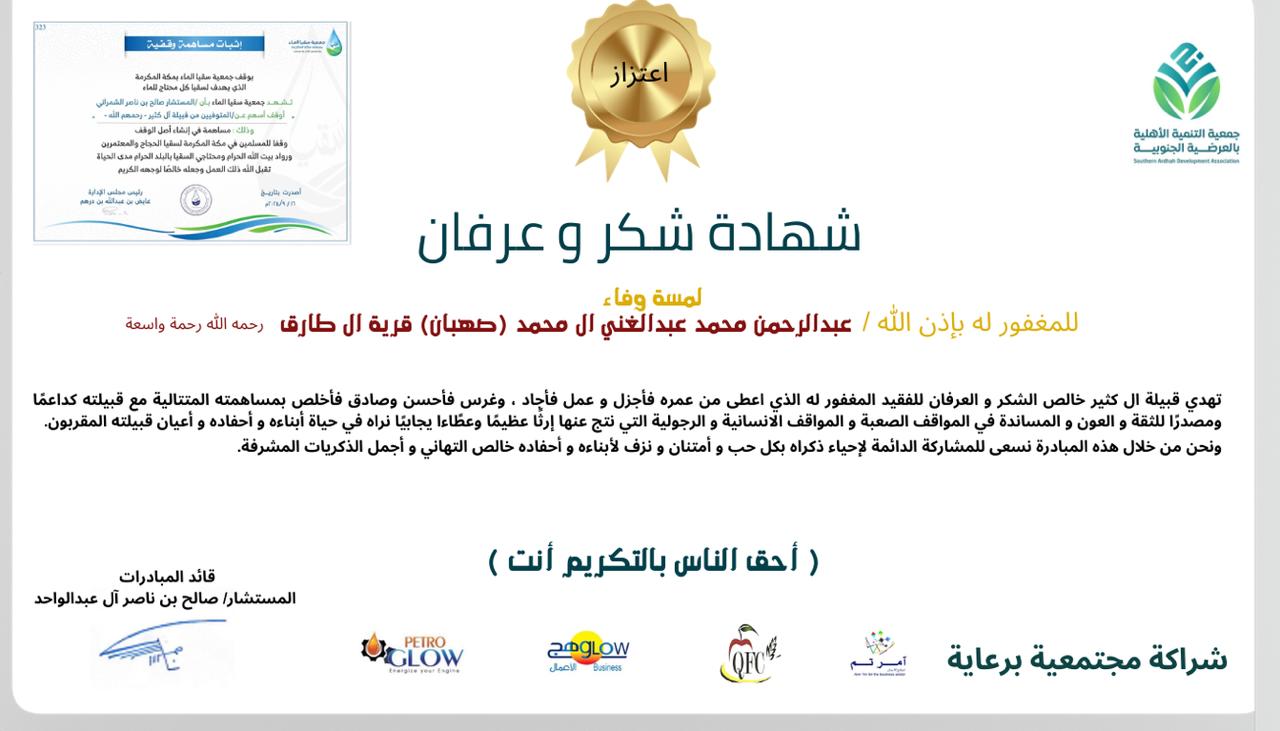 323
إثبات مساهمة وقفية
جمعية سقيا الماء
بوقف جمعية سقيا الماء بمكة المكرمة
الذي يهدف لسقيا كل محتاج للماء
تشهد جمعية سقيا الماء بأن /المستشار صالح بن ناصر الشمراني
أوقف أسهم عن/المتوفيين من قبيلة آل كثير - رحمهم الله -
وذلك : مساهمة في إنشاء أصل الوقف
وقفا للمسلمين في مكة المكرمة لسقيا الحجاج والمعتمرين
ورواد بيت الله الحرام ومحتاجي السقيا بالبلد الحرام مدى الحياة
تقبل الله ذلك العمل وجعله خالصًا لوجهه الكريم
أصدرت بتاريخ
رئيس مجلس الإدارة
عايض بن عبدالله بن درهم
اعتزاز
جمعية التنمية الأهلية
بالعرضية الجنوبية
Southern Ardhah Development Association
شهادة شكر و عرفان
لمسة وفاء
للمغفور له بإذن الله / عبدالرحمن محمد عبدالغني ال محمد (صهبان) قرية ال طارق رحمه الله رحمة واسعة
تهدي قبيلة ال كثير خالص الشكر و العرفان للفقيد المغفور له الذي اعطى من عمره فأجزل و عمل فأجاد ، وغرس فأحسن وصادق فأخلص بمساهمته المتتالية مع قبيلته كداعمًا
ومصدرًا للثقة و العون و المساندة في المواقف الصعبة و المواقف الانسانية و الرجولية التي نتج عنها إرثًا عظيمًا وعطًاءا يجابيًا نراه في حياة أبناءه و أحفاده و أعيان قبيلته المقربون.
ونحن من خلال هذه المبادرة نسعى للمشاركة الدائمة لإحياء ذكراه بكل حب و أمتنان و نزف لأبناءه و أحفاده خالص التهاني و أجمل الذكريات المشرفة.
( أحق الناس بالتكريم أنت )
قائد المبادرات
المستشار/ صالح بن ناصر آل عبدالواحد
شراكة مجتمعية برعاية
آمر تم
QFC
هج GLOW
الأعمال Business
PETRO
GLOW
Energize your Engine